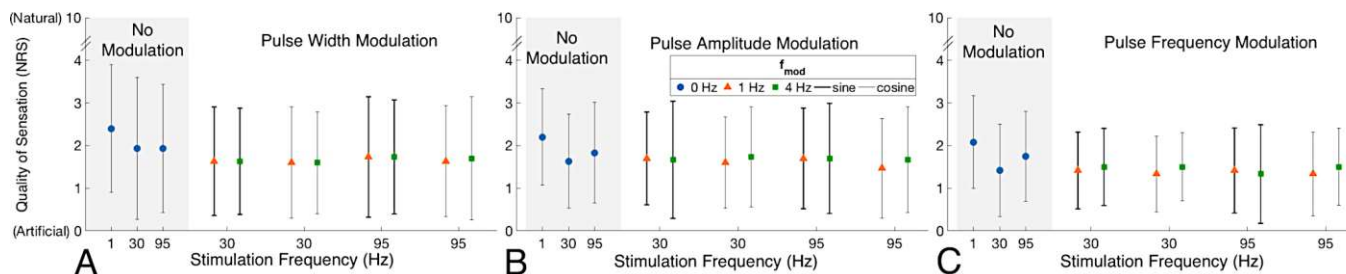 (Natural)
10
4
3
2
1
(Artificial) 0
Quality of Sensation (NRS)
No
Modulation
Pulse Width Modulation
1 30 95 30 30 95 95
A
Stimulation Frequency (Hz)
10
4
3
2
1
0
No
Modulation
Pulse Amplitude Modulation
f_mod
0 Hz 1 Hz 4 Hz sine cosine
1 30 95 30 30 95 95
B
Stimulation Frequency (Hz)
10
4
3
2
1
0
No
Modulation
Pulse Frequency Modulation
1 30 95 30 30 95 95
C
Stimulation Frequency (Hz)